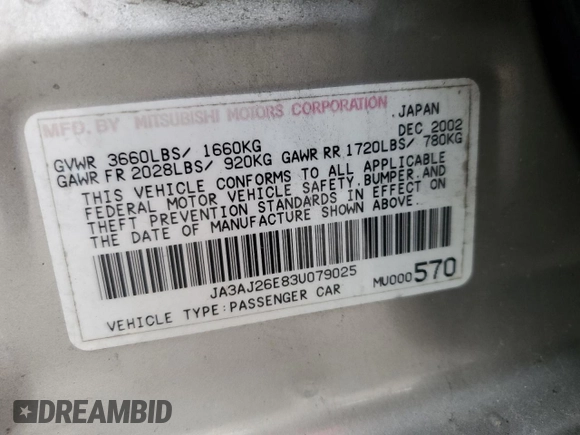 MFD. BY MITSUBISHI MOTORS CORPORATION JAPAN
GVWR 3660LBS/ 1660KG DEC 2002
GAWR FR 2028LBS/ 920KG GAWR RR 1720LBS/ 780KG
THIS VEHICLE CONFORMS TO ALL APPLICABLE
FEDERAL MOTOR VEHICLE SAFETY,BUMPER,AND
THEFT PREVENTION STANDARDS IN EFFECT ON
THE DATE OF MANUFACTURE SHOWN ABOVE.
JA3AJ26E83U079025
MU000570
VEHICLE TYPE:PASSENGER CAR
DREAMBID